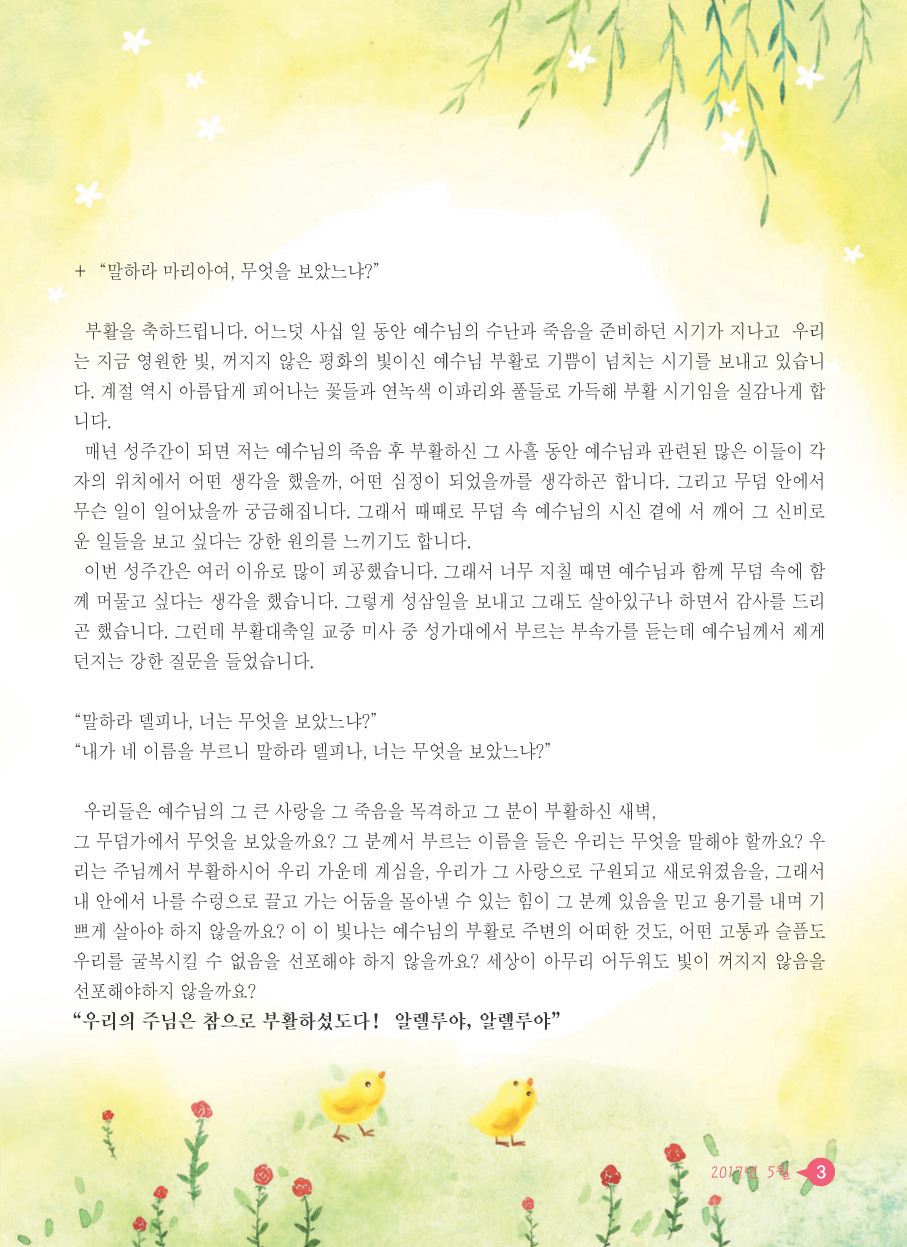 + “말하라 마리아여, 무엇을 보았느냐?”
부활을 축하드립니다. 어느덧 사십 일 동안 예수님의 수난과 죽음을 준비하던 시기가 지나고 우리
는 지금 영원한 빛, 꺼지지 않은 평화의 빛이신 예수님 부활로 기쁨이 넘치는 시기를 보내고 있습니
다. 계절 역시 아름답게 피어나는 꽃들과 연녹색 이파리와 풀들로 가득해 부활 시기임을 실감나게 합
니다.
매년 성주간이 되면 저는 예수님의 죽음 후 부활하신 그 사흘 동안 예수님과 관련된 많은 이들이 각
자의 위치에서 어떤 생각을 했을까, 어떤 심정이 되었을까를 생각하곤 합니다. 그리고 무덤 안에서
무슨 일이 일어났을까 궁금해집니다. 그래서 때때로 무덤 속 예수님의 시신 곁에 서 깨어 그 신비로
운 일들을 보고 싶다는 강한 원의를 느끼기도 합니다.
이번 성주간은 여러 이유로 많이 피공했습니다. 그래서 너무 지칠 때면 예수님과 함께 무덤 속에 함
께 머물고 싶다는 생각을 했습니다. 그렇게 성삼일을 보내고 그래도 살아있구나 하면서 감사를 드리
곤 했습니다. 그런데 부활대축일 교중 미사 중 성가대에서 부르는 부속가를 듣는데 예수님께서 제게
던지는 강한 질문을 들었습니다.
“말하라 델피나, 너는 무엇을 보았느냐?”
“내가 네 이름을 부르니 말하라 델피나, 너는 무엇을 보았느냐?”
우리들은 예수님의 그 큰 사랑을 그 죽음을 목격하고 그 분이 부활하신 새벽,
그 무덤가에서 무엇을 보았을까요? 그 분께서 부르는 이름을 들은 우리는 무엇을 말해야 할까요? 우
리는 주님께서 부활하시어 우리 가운데 계심을, 우리가 그 사랑으로 구원되고 새로워졌음을, 그래서
내 안에서 나를 수렁으로 끌고 가는 어둠을 몰아낼 수 있는 힘이 그 분께 있음을 믿고 용기를 내며 기
쁘게 살아야 하지 않을까요? 이 이 빛나는 예수님의 부활로 주변의 어떠한 것도, 어떤 고통과 슬픔도
우리를 굴복시킬 수 없음을 선포해야 하지 않을까요? 세상이 아무리 어두워도 빛이 꺼지지 않음을
선포해야하지 않을까요?
“우리의 주님은 참으로 부활하셨도다! 알렐루야, 알렐루야”
2017년 5월 3